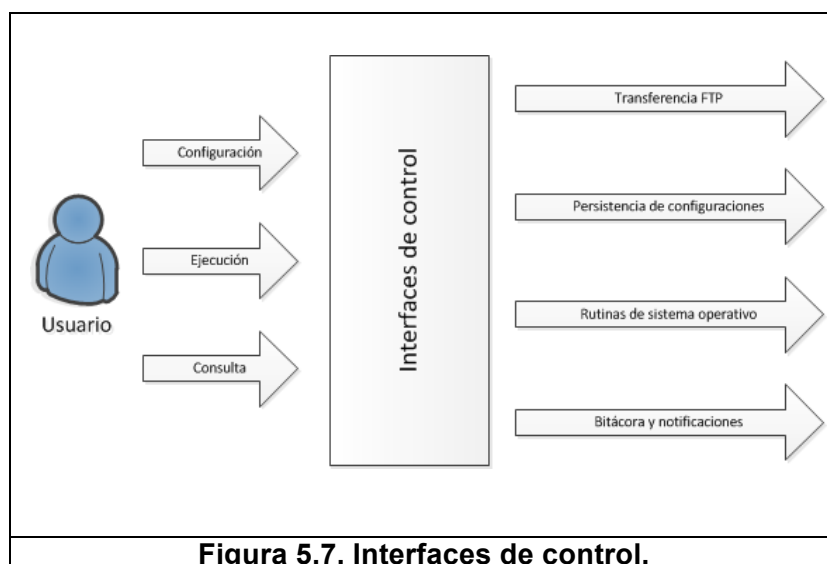 Configuración
Ejecución
Consulta
Usuario
Interfaces de control
Transferencia FTP
Persistencia de configuraciones
Rutinas de sistema operativo
Bitácora y notificaciones
Figura 5.7. Interfaces de control.